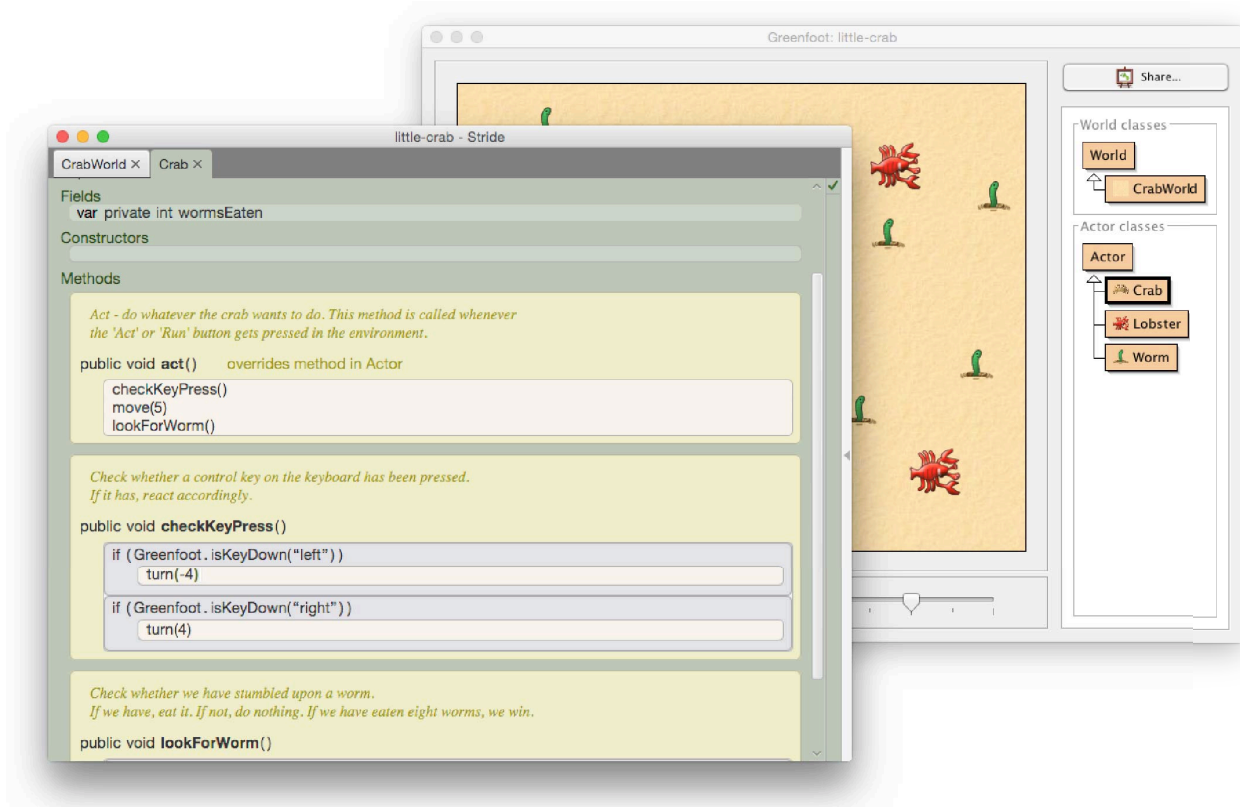 Greenfoot: little-crab
Share...
World classes
World
CrabWorld
Actor classes
Actor
Crab
Lobster
Worm
little-crab - Stride
CrabWorld ×
Crab ×
Fields
var private int wormsEaten
Constructors
Methods
Act - do whatever the crab wants to do. This method is called whenever
the 'Act' or 'Run' button gets pressed in the environment.
public void act() overrides method in Actor
checkKeyPress()
move(5)
lookForWorm()
Check whether a control key on the keyboard has been pressed.
If it has, react accordingly.
public void checkKeyPress()
if (Greenfoot.isKeyDown(“left”))
turn(-4)
if (Greenfoot.isKeyDown(“right”))
turn(4)
Check whether we have stumbled upon a worm.
If we have, eat it. If not, do nothing. If we have eaten eight worms, we win.
public void lookForWorm()